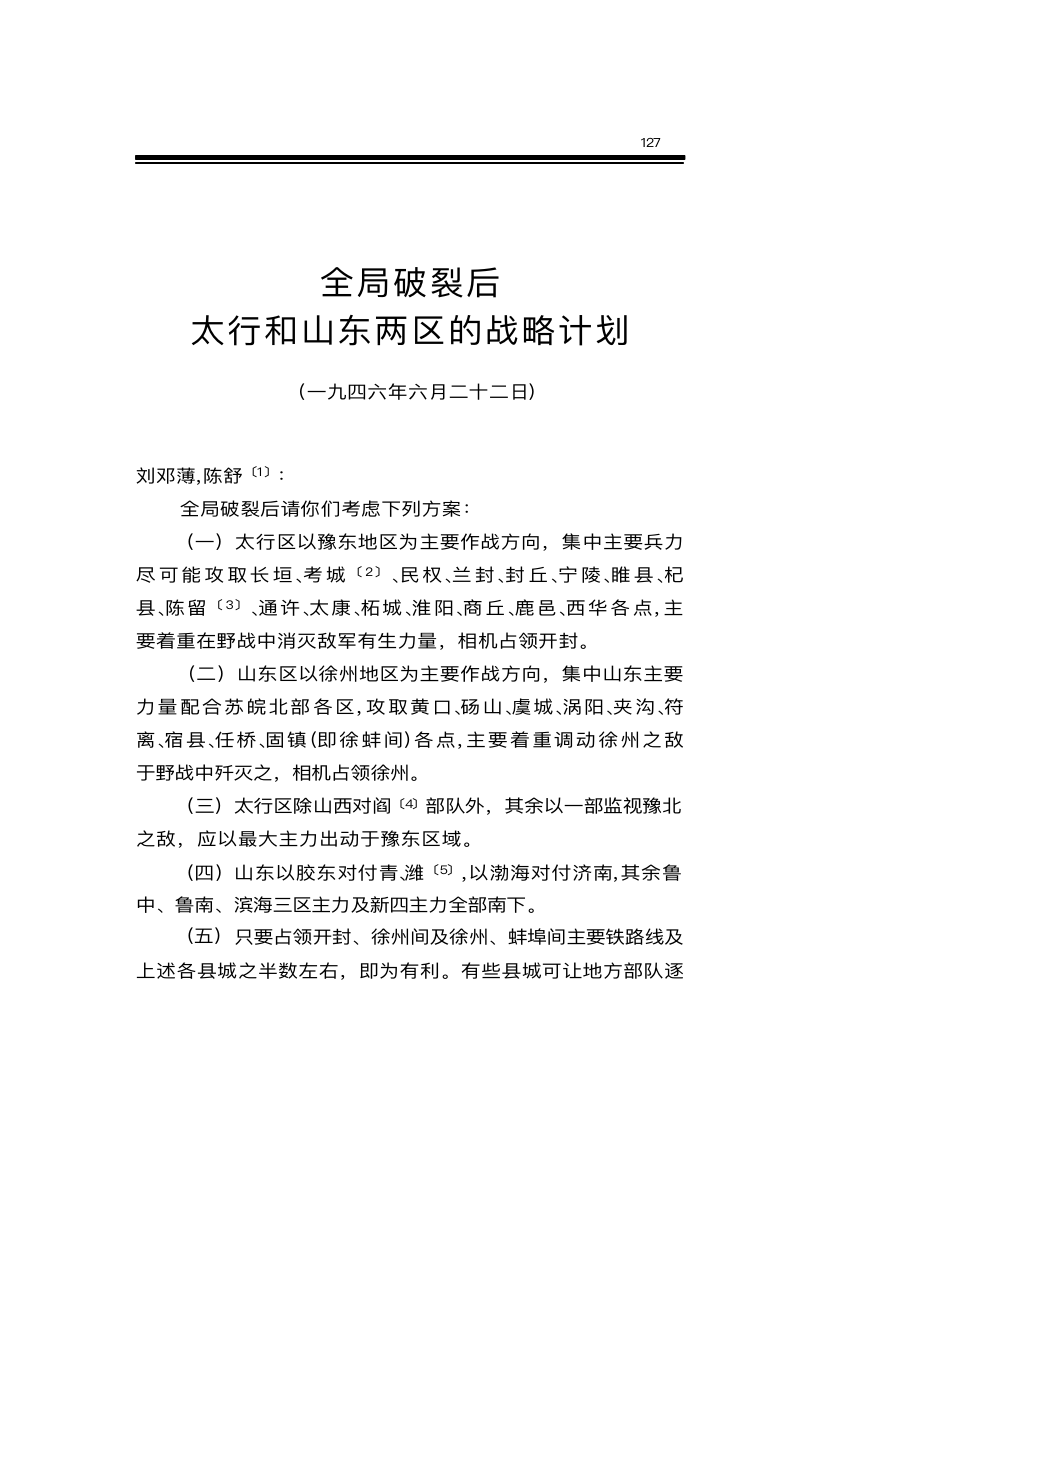 127
全局破裂后
太行和山东两区的战略计划
(一九四六年六月二十二日)
刘邓薄,陈舒〔1〕:
全局破裂后请你们考虑下列方案:
（一）太行区以豫东地区为主要作战方向，集中主要兵力
尽可能攻取长垣、考城〔2〕、民权、兰封、封丘、宁陵、睢县、杞
县、陈留〔3〕、通许、太康、柘城、淮阳、商丘、鹿邑、西华各点,主
要着重在野战中消灭敌军有生力量，相机占领开封。
（二）山东区以徐州地区为主要作战方向，集中山东主要
力量配合苏皖北部各区,攻取黄口、砀山、虞城、涡阳、夹沟、符
离、宿县、任桥、固镇(即徐蚌间)各点,主要着重调动徐州之敌
于野战中歼灭之，相机占领徐州。
（三）太行区除山西对阎〔4〕部队外，其余以一部监视豫北
之敌，应以最大主力出动于豫东区域。
（四）山东以胶东对付青、潍〔5〕,以渤海对付济南,其余鲁
中、鲁南、滨海三区主力及新四主力全部南下。
（五）只要占领开封、徐州间及徐州、蚌埠间主要铁路线及
上述各县城之半数左右，即为有利。有些县城可让地方部队逐